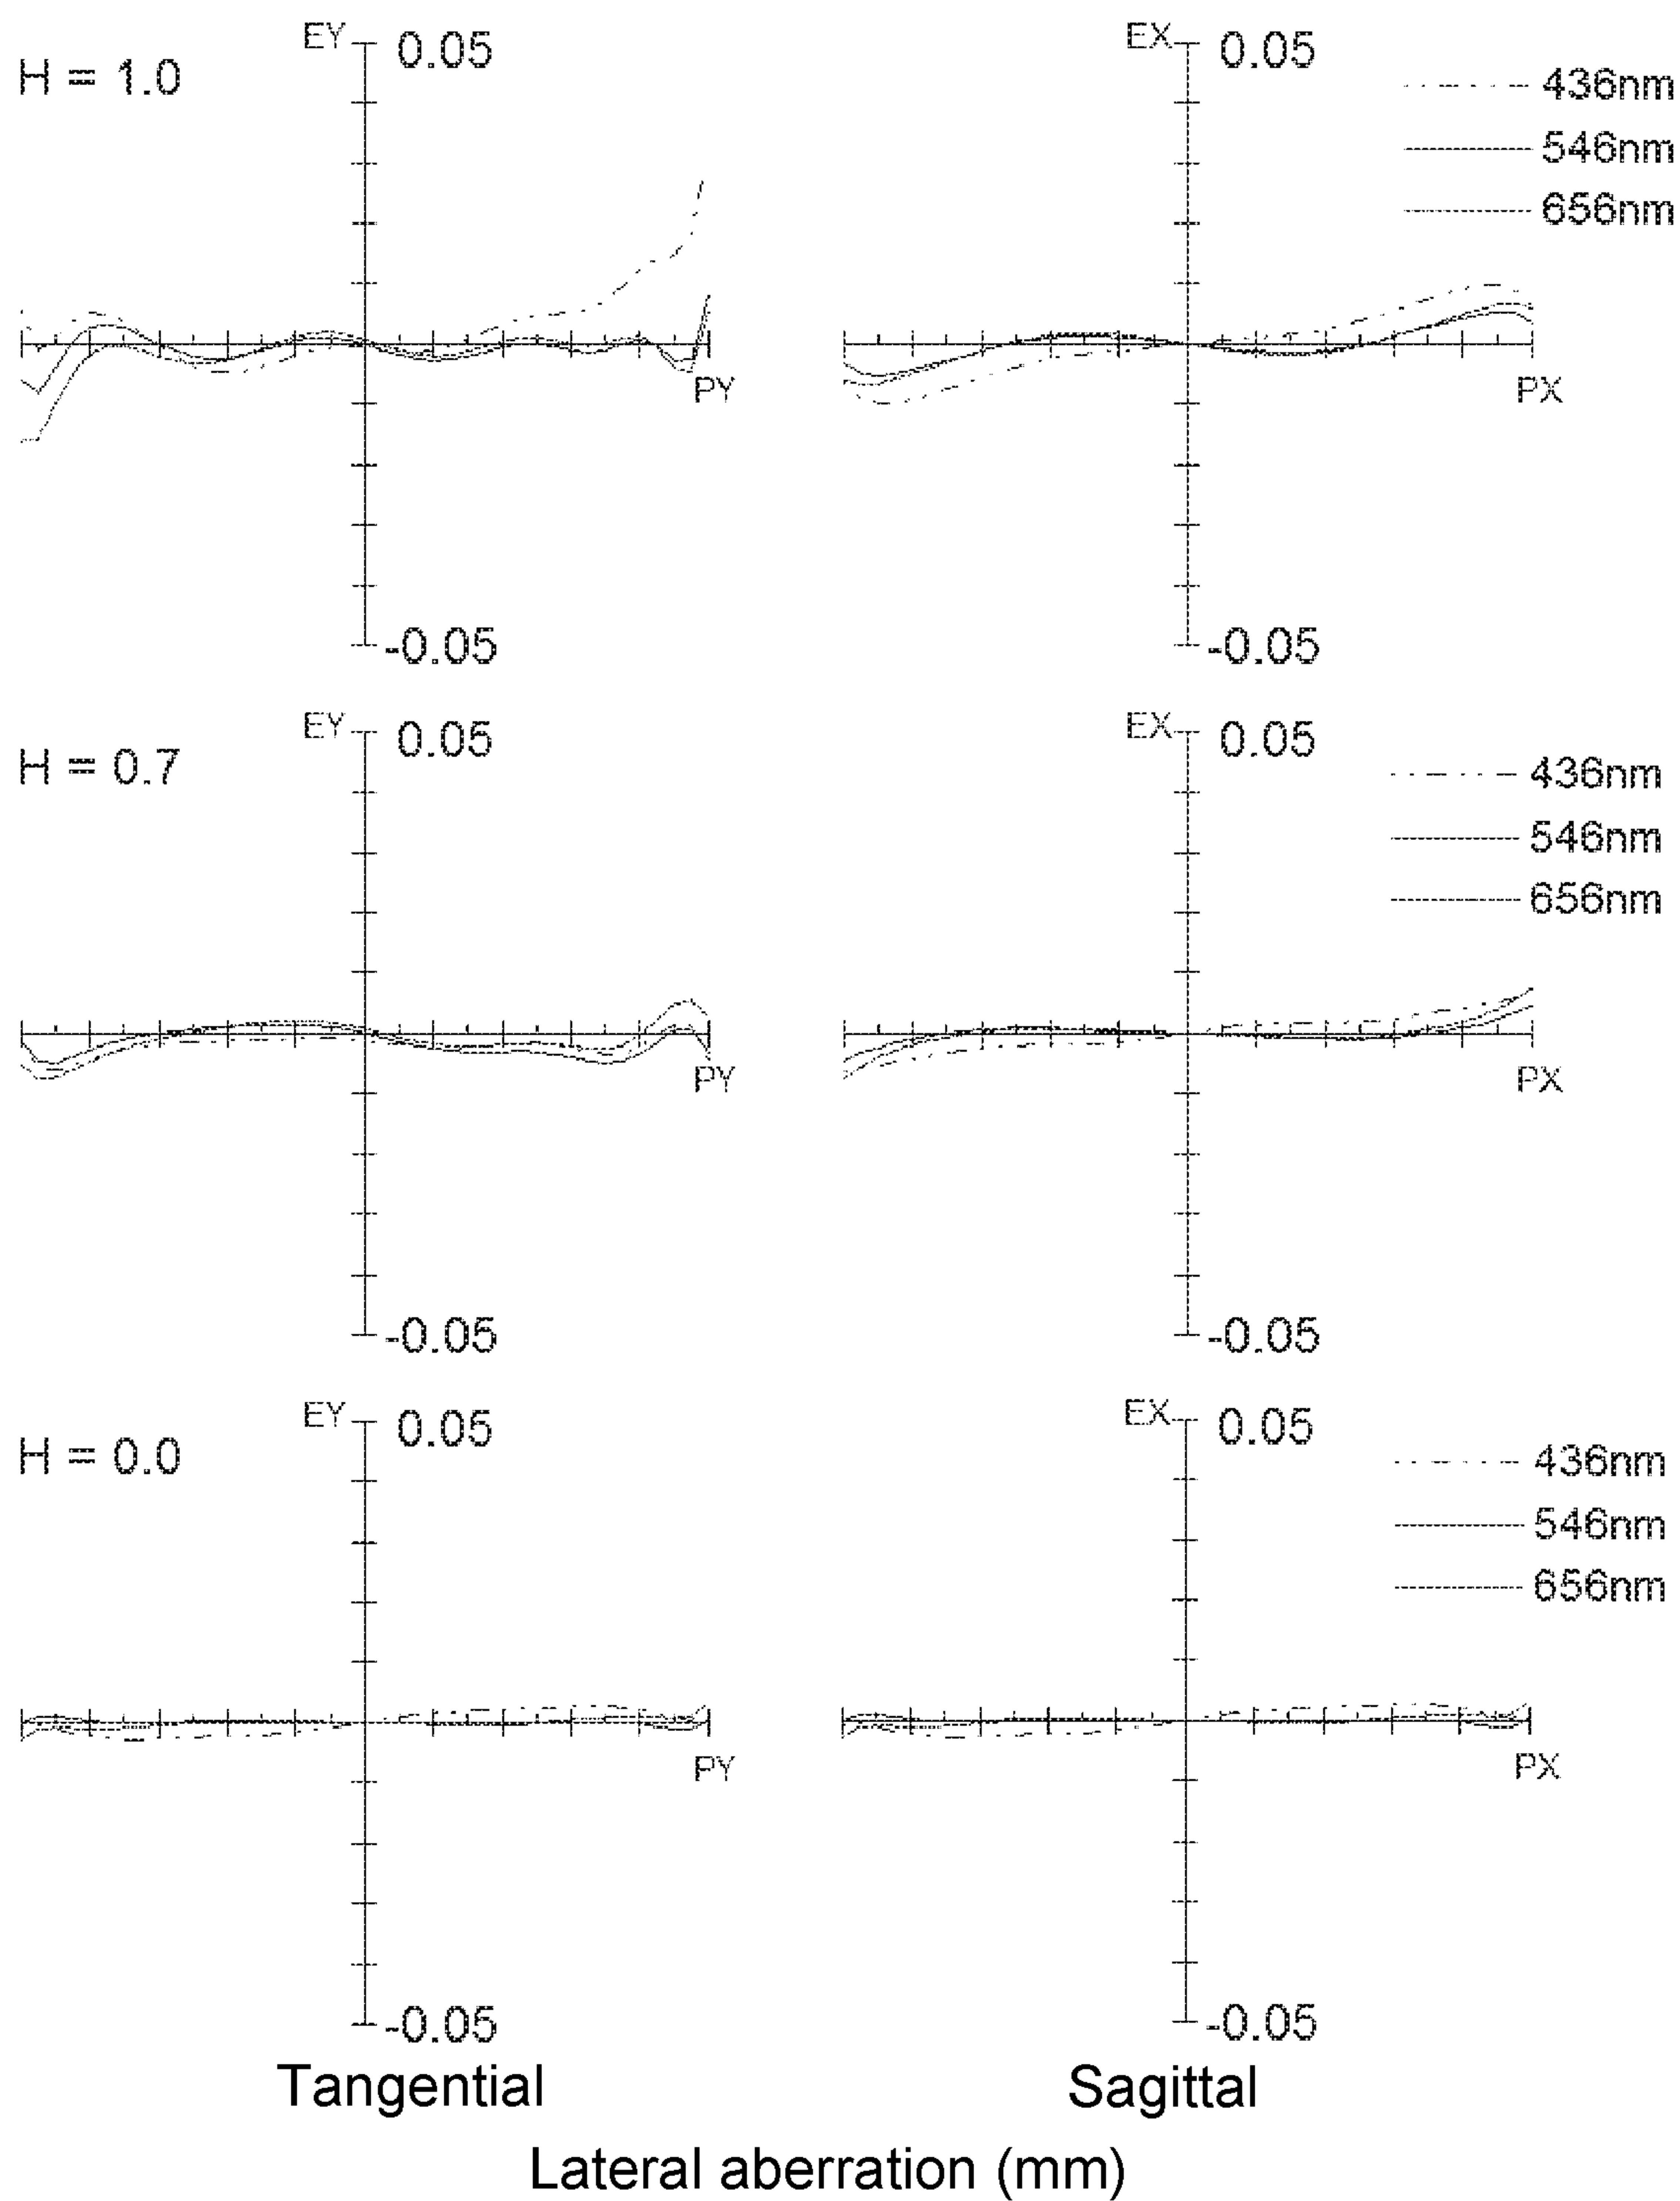 EY 0.05 EX 0.05
H = 1.0
436nm
546nm
656nm
PY PX
-0.05 -0.05
EY 0.05 EX 0.05
H = 0.7
436nm
546nm
656nm
PY PX
-0.05 -0.05
EY 0.05 EX 0.05
H = 0.0
436nm
546nm
656nm
PY PX
-0.05 -0.05
Tangential Sagittal
Lateral aberration (mm)